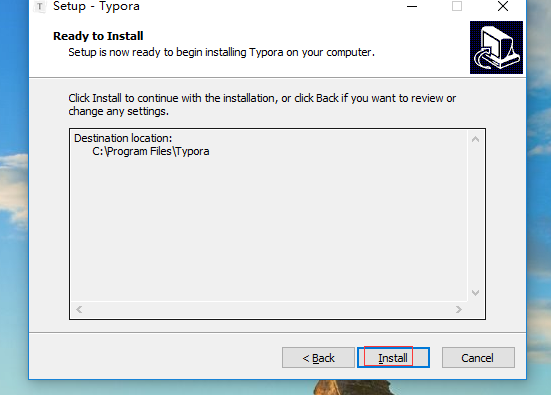 T Setup - Typora
Ready to Install
Setup is now ready to begin installing Typora on your computer.
Click Install to continue with the installation, or click Back if you want to review or
change any settings.
Destination location:
C:\Program Files\Typora
< Back Install Cancel